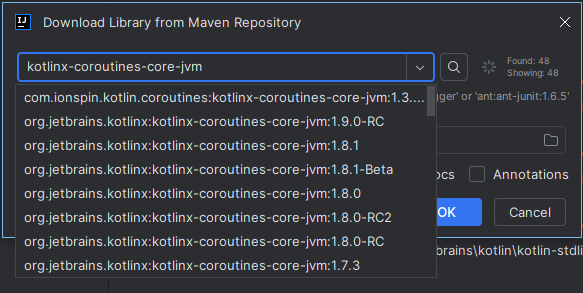 IJ
Download Library from Maven Repository
kotlinx-coroutines-core-jvm
Found: 48
Showing: 48
com.ionspin.kotlin.coroutines:kotlinx-coroutines-core-jvm:1.3....
gger' or 'ant:ant-junit:1.6.5'
org.jetbrains.kotlinx:kotlinx-coroutines-core-jvm:1.9.0-RC
org.jetbrains.kotlinx:kotlinx-coroutines-core-jvm:1.8.1
org.jetbrains.kotlinx:kotlinx-coroutines-core-jvm:1.8.1-Beta
ocs
Annotations
org.jetbrains.kotlinx:kotlinx-coroutines-core-jvm:1.8.0
org.jetbrains.kotlinx:kotlinx-coroutines-core-jvm:1.8.0-RC2
OK
Cancel
org.jetbrains.kotlinx:kotlinx-coroutines-core-jvm:1.8.0-RC
brains\kotlin\kotlin-stdli
org.jetbrains.kotlinx:kotlinx-coroutines-core-jvm:1.7.3